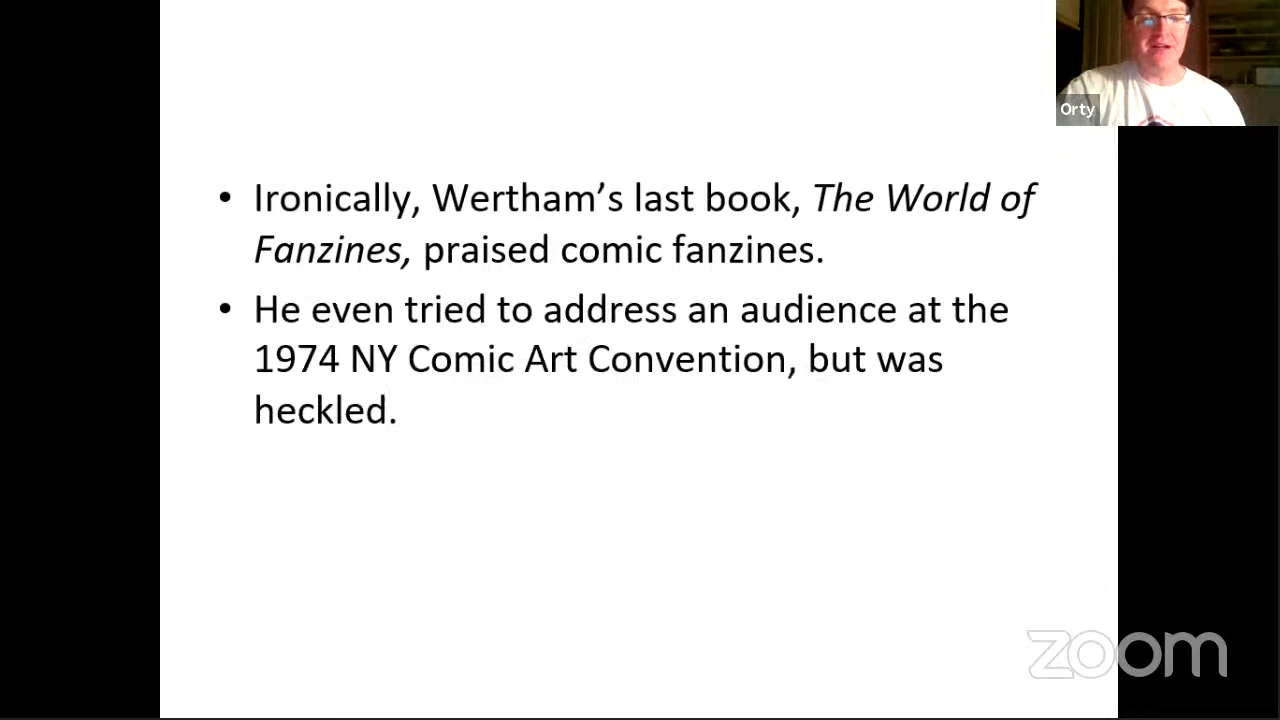 Orty
• Ironically, Wertham’s last book, The World of
Fanzines, praised comic fanzines.
• He even tried to address an audience at the
1974 NY Comic Art Convention, but was
heckled.
zoom